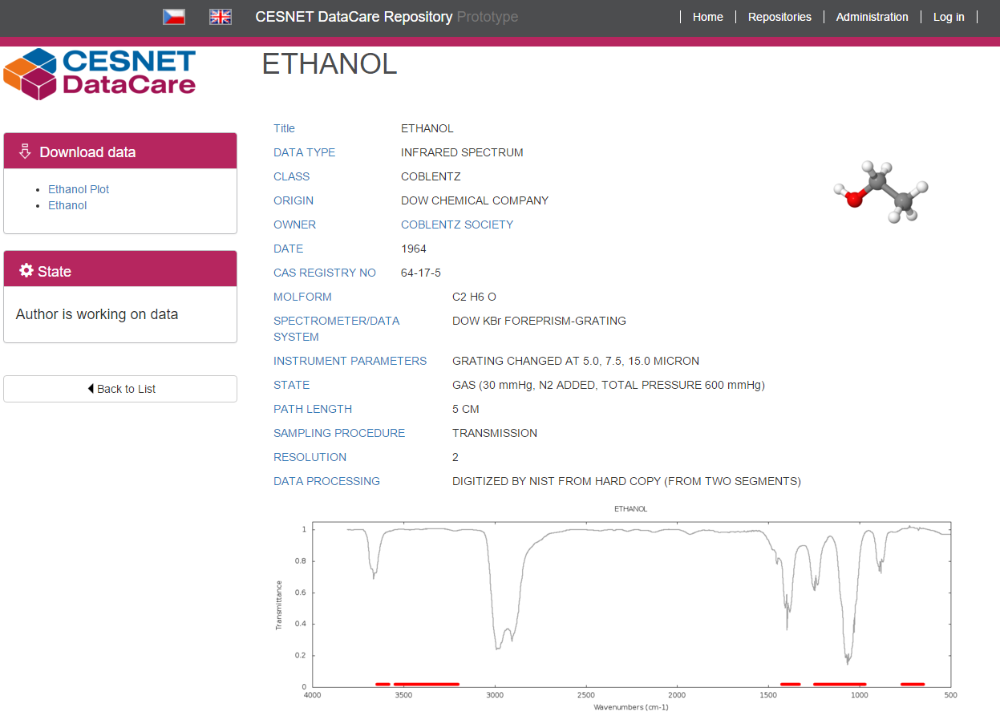 CESNET DataCare Repository Prototype
Home
Repositories
Administration
Log in
CESNET
DataCare
ETHANOL
Download data
Ethanol Plot
Ethanol
State
Author is working on data
Back to List
Title ETHANOL
DATA TYPE INFRARED SPECTRUM
CLASS COBLENTZ
ORIGIN DOW CHEMICAL COMPANY
OWNER COBLENTZ SOCIETY
DATE 1964
CAS REGISTRY NO 64-17-5
MOLFORM C2 H6 O
SPECTROMETER/DATA DOW KBr FOREPRISM-GRATING
SYSTEM
INSTRUMENT PARAMETERS GRATING CHANGED AT 5.0, 7.5, 15.0 MICRON
STATE GAS (30 mmHg, N2 ADDED, TOTAL PRESSURE 600 mmHg)
PATH LENGTH 5 CM
SAMPLING PROCEDURE TRANSMISSION
RESOLUTION 2
DATA PROCESSING DIGITIZED BY NIST FROM HARD COPY (FROM TWO SEGMENTS)
ETHANOL
1
0.8
0.6
0.4
0.2
0
Transmittance
4000 3500 3000 2500 2000 1500 1000 500
Wavenumbers (cm-1)